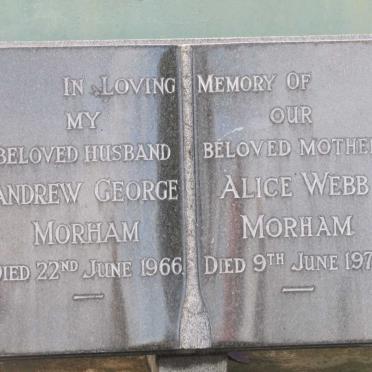 In Loving Memory Of
MY
BELOVED HUSBAND
ANDREW GEORGE
MORHAM
DIED 22ND JUNE 1966
OUR
BELOVED MOTHER
ALICE WEBB
MORHAM
DIED 9TH JUNE